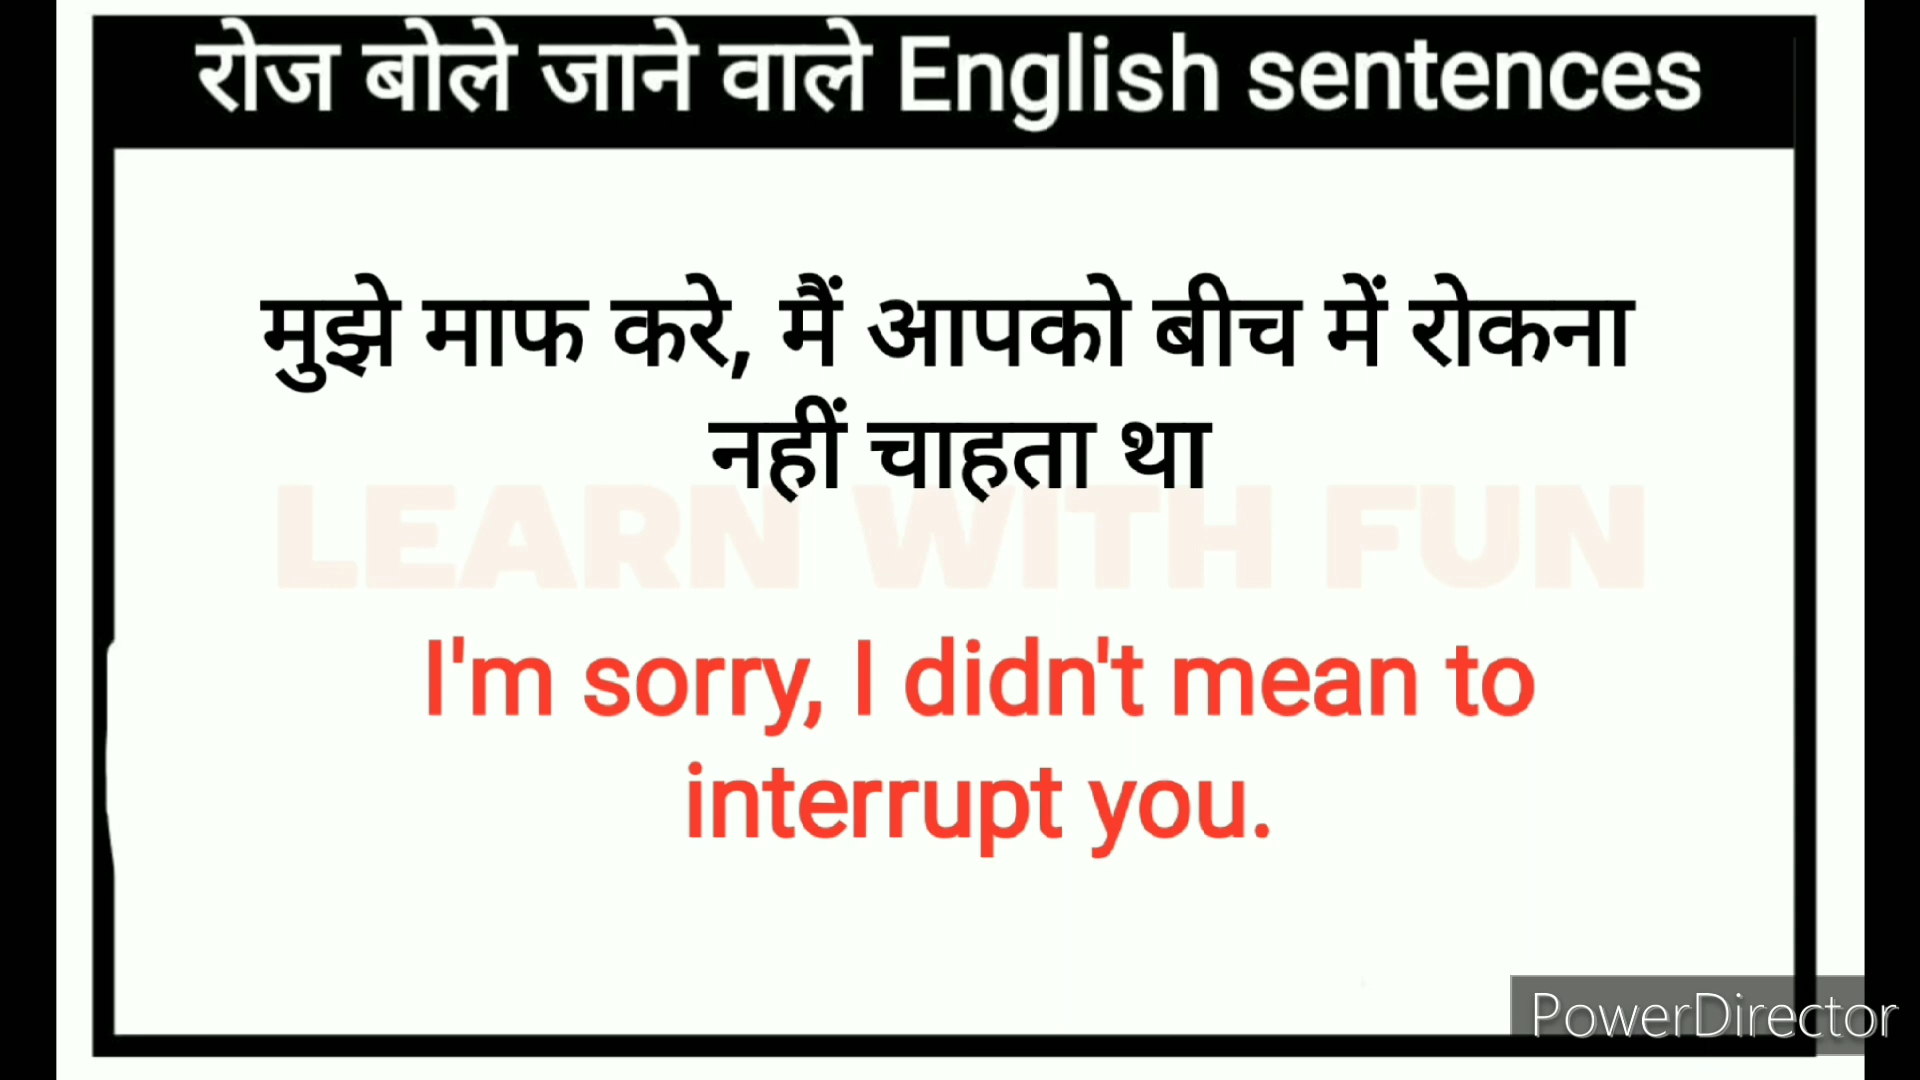 रोज बोले जाने वाले English sentences
मुझे माफ करे, मैं आपको बीच में रोकना
नहीं चाहता था
LEARN WITH FUN
I'm sorry, I didn't mean to
interrupt you.
PowerDirector